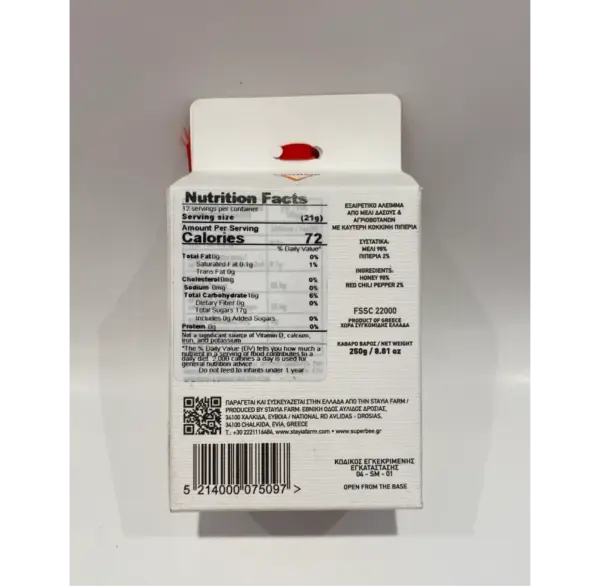 Nutrition Facts
12 servings per container
Serving size (21g)
Amount Per Serving
Calories 72
% Daily Value*
Total Fat 0g 0%
Saturated Fat 0.1g 1%
Trans Fat 0g
Cholesterol 0mg 0%
Sodium 0mg 0%
Total Carbohydrate 16g 6%
Dietary Fiber 0g 0%
Total Sugars 17g
Includes 0g Added Sugars 0%
Protein 0g 0%
Not a significant source of Vitamin D, calcium,
iron, and potassium
*The % Daily Value (DV) tells you how much a
nutrient in a serving of food contributes to a
daily diet. 2,000 calories a day is used for
general nutrition advice
Do not feed to infants under 1 year
ΕΞΑΙΡΕΤΙΚΟ ΑΛΕΙΜΜΑ
ΑΠΟ ΜΕΛΙ ΔΑΣΟΥΣ &
ΑΓΡΙΟΒΟΤΑΝΩΝ
ΜΕ ΚΑΥΤΕΡΗ ΚΟΚΚΙΝΗ ΠΙΠΕΡΙΑ
ΣΥΣΤΑΤΙΚΑ:
ΜΕΛΙ 98%
ΠΙΠΕΡΙΑ 2%
INGREDIENTS:
HONEY 98%
RED CHILI PEPPER 2%
FSSC 22000
PRODUCT OF GREECE
ΧΩΡΑ ΣΥΓΚΟΜΙΔΗΣ ΕΛΛΑΔΑ
ΚΑΘΑΡΟ ΒΑΡΟΣ / NET WEIGHT
250g / 8.81 oz
ΠΑΡΑΓΕΤΑΙ ΚΑΙ ΣΥΣΚΕΥΑΖΕΤΑΙ ΣΤΗΝ ΕΛΛΑΔΑ ΑΠΟ ΤΗΝ STAYIA FARM /
PRODUCED BY STAYIA FARM. ΕΘΝΙΚΗ ΟΔΟΣ ΑΥΛΙΔΟΣ ΔΡΟΣΙΑΣ,
34100 ΧΑΛΚΙΔΑ, ΕΥΒΟΙΑ / NATIONAL RD AVLIDAS - DROSIAS,
34100 CHALKIDA, EVIA, GREECE
T.: +30 2221116484, www.stayiafarm.com • www.superbee.gr
5 214000 075097 >
ΚΩΔΙΚΟΣ ΕΓΚΕΚΡΙΜΕΝΗΣ
ΕΓΚΑΤΑΣΤΑΣΗΣ
04 - SM - 01
OPEN FROM THE BASE